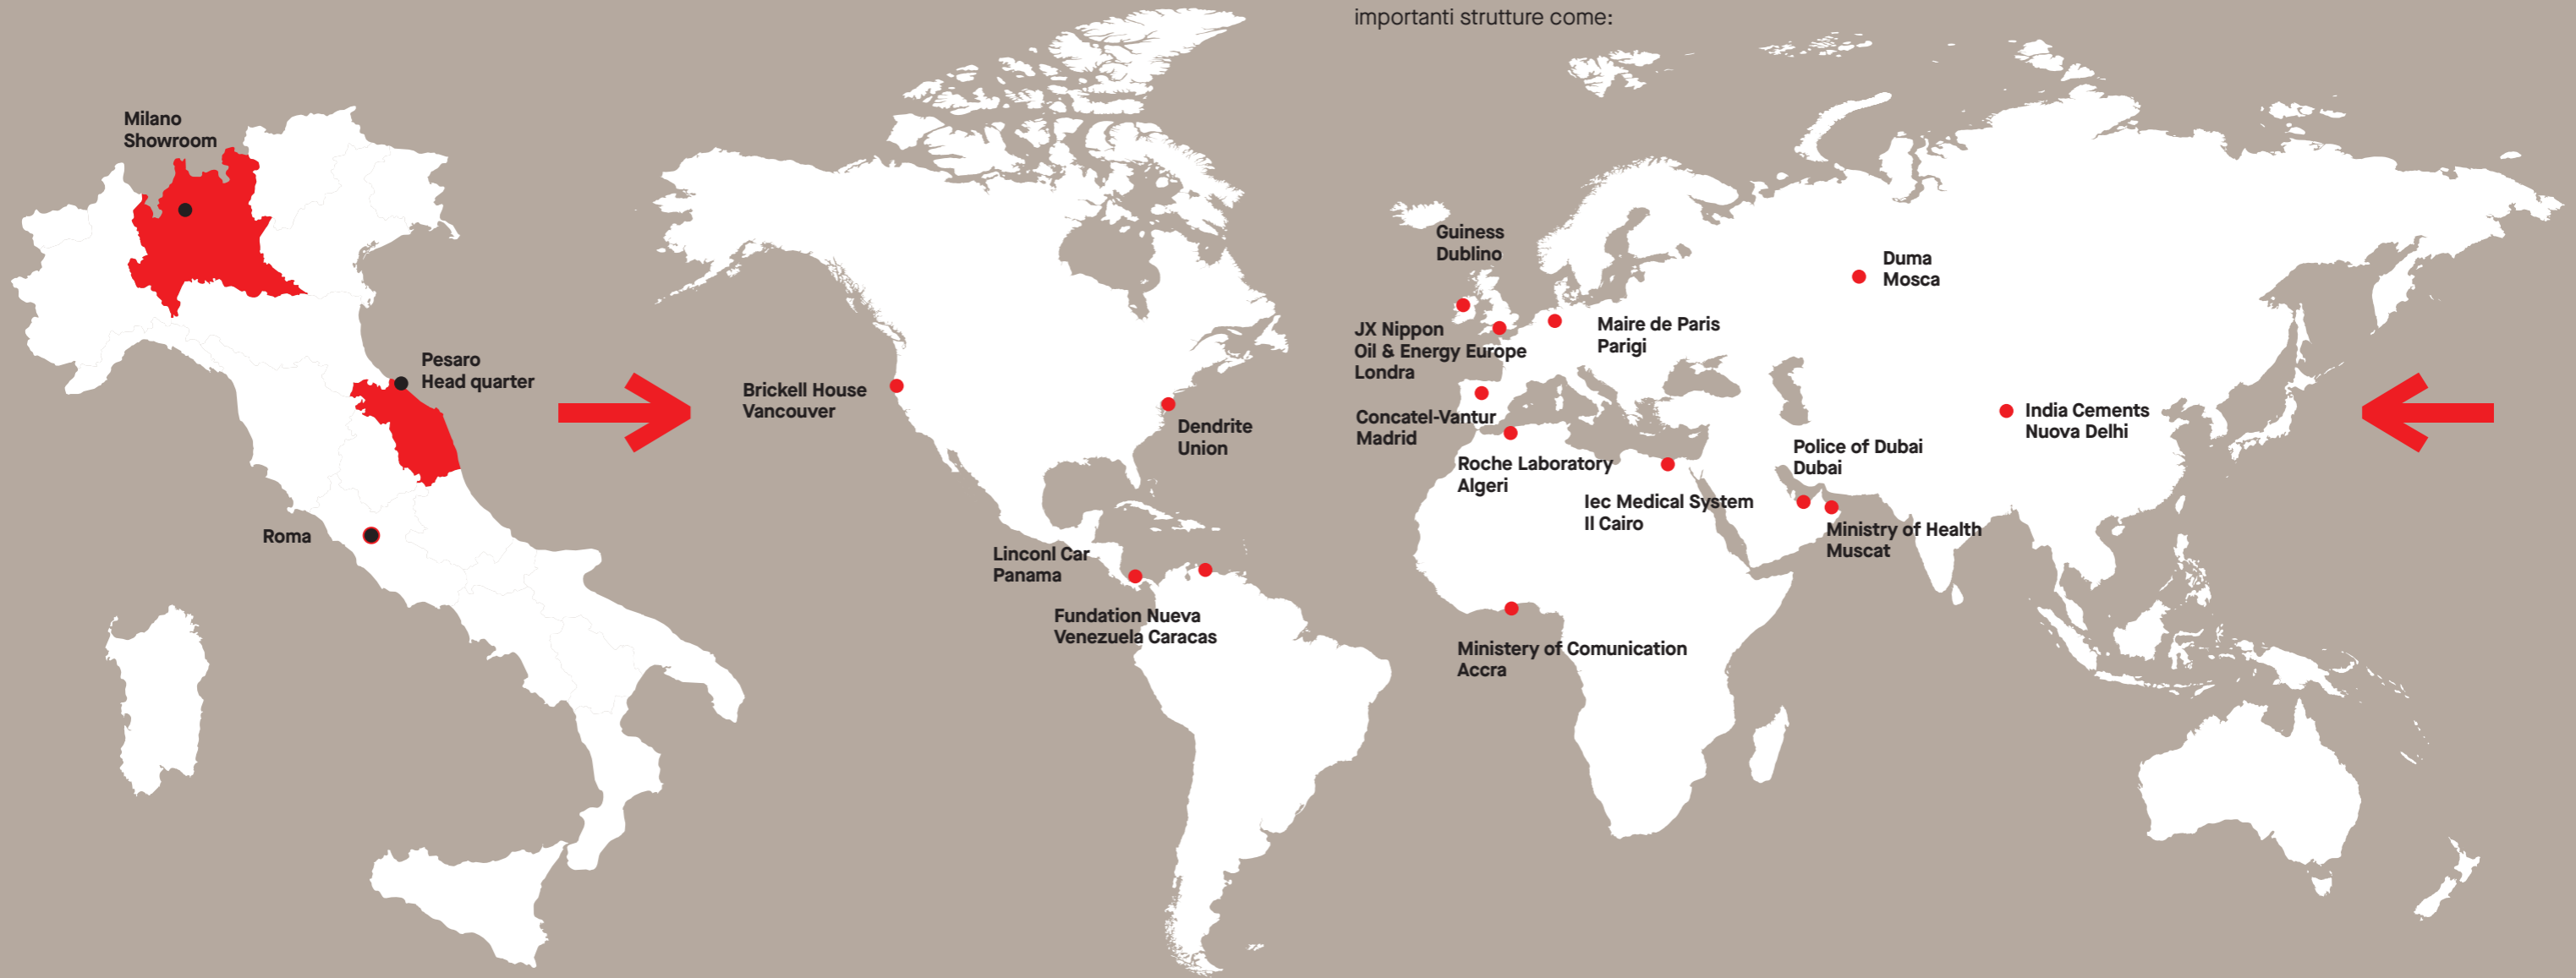 importanti strutture come:
Milano
Showroom
Pesaro
Head quarter
Roma
Brickell House
Vancouver
Dendrite
Union
Linconl Car
Panama
Fundation Nueva
Venezuela Caracas
Guiness
Dublino
JX Nippon
Oil & Energy Europe
Londra
Maire de Paris
Parigi
Concatel-Vantur
Madrid
Roche Laboratory
Algeri
Iec Medical System
Il Cairo
Ministery of Comunication
Accra
Duma
Mosca
India Cements
Nuova Delhi
Police of Dubai
Dubai
Ministry of Health
Muscat